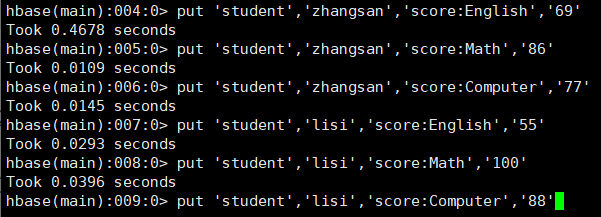 hbase(main):004:0> put 'student','zhangsan','score:English','69'
Took 0.4678 seconds
hbase(main):005:0> put 'student','zhangsan','score:Math','86'
Took 0.0109 seconds
hbase(main):006:0> put 'student','zhangsan','score:Computer','77'
Took 0.0145 seconds
hbase(main):007:0> put 'student','lisi','score:English','55'
Took 0.0293 seconds
hbase(main):008:0> put 'student','lisi','score:Math','100'
Took 0.0396 seconds
hbase(main):009:0> put 'student','lisi','score:Computer','88'